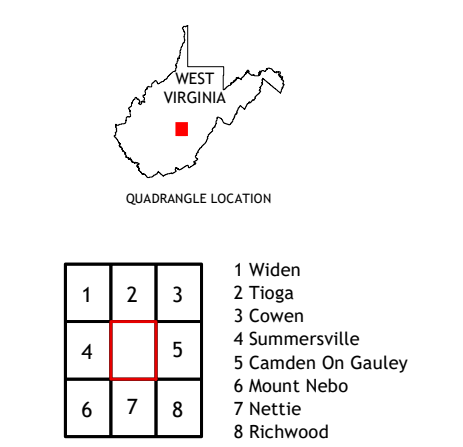 WEST
VIRGINIA
QUADRANGLE LOCATION
1 2 3
4 5
6 7 8
1 Widen
2 Tioga
3 Cowen
4 Summersville
5 Camden On Gauley
6 Mount Nebo
7 Nettie
8 Richwood